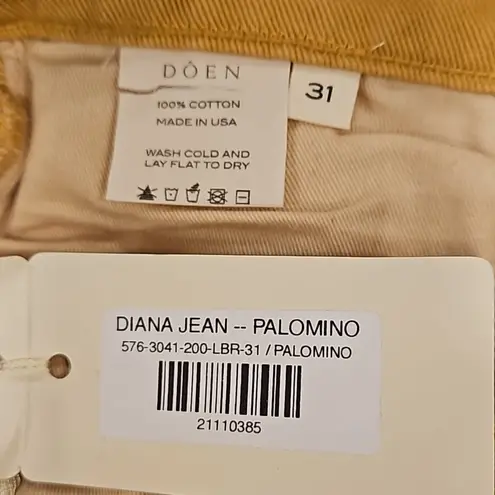 DÔEN
100% COTTON
MADE IN USA
WASH COLD AND
LAY FLAT TO DRY
31
DIANA JEAN -- PALOMINO
576-3041-200-LBR-31 / PALOMINO
21110385